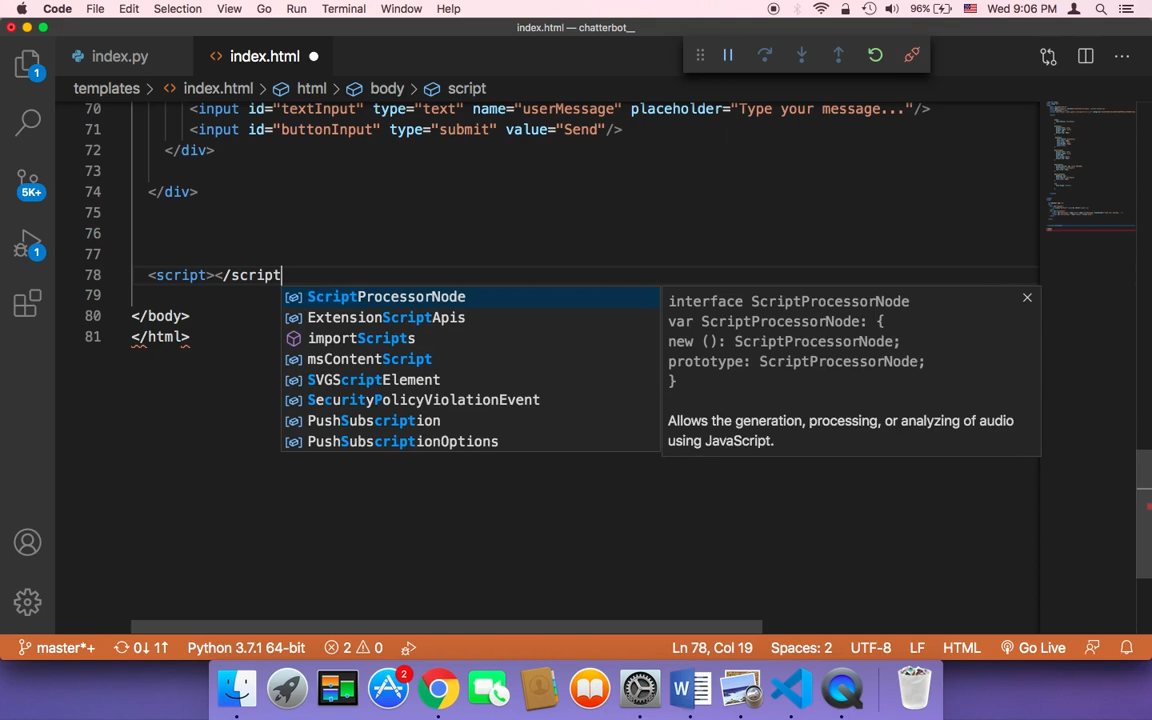 Code File Edit Selection View Go Run Terminal Window Help 96% Wed 9:06 PM
index.html — chatterbot__
index.py index.html
templates > index.html > html > body > script
70 <input id="textInput" type="text" name="userMessage" placeholder="Type your message..."/>
71 <input id="buttonInput" type="submit" value="Send"/>
72 </div>
73
74 </div>
75
76
77
78 <script></script
79
80 </body>
81 </html>
ScriptProcessorNode
ExtensionScriptApis
importScripts
msContentScript
SVGScriptElement
SecurityPolicyViolationEvent
PushSubscription
PushSubscriptionOptions
interface ScriptProcessorNode
var ScriptProcessorNode: {
new (): ScriptProcessorNode;
prototype: ScriptProcessorNode;
}
Allows the generation, processing, or analyzing of audio
using JavaScript.
1
5K+
1
master*+ 0↓ 1↑ Python 3.7.1 64-bit 2 0 Ln 78, Col 19 Spaces: 2 UTF-8 LF HTML Go Live
2